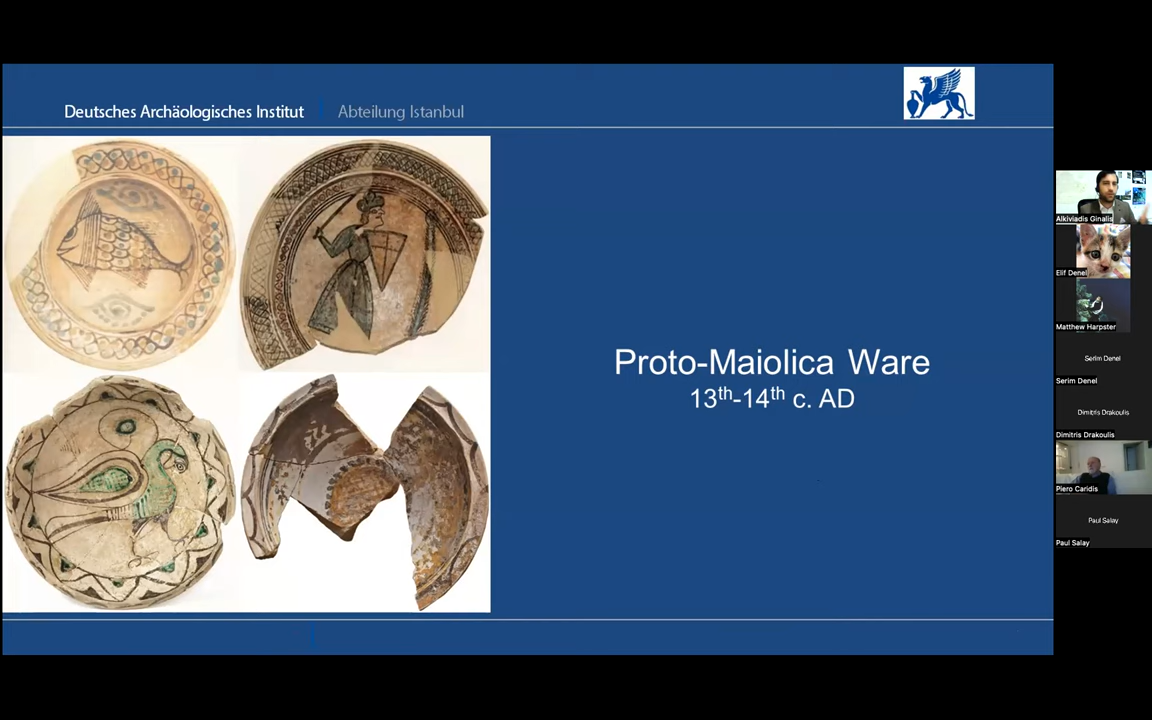 Deutsches Archäologisches Institut
Abteilung Istanbul
Proto-Maiolica Ware
13th-14th c. AD
Alkiviadis Ginalis
Elif Denel
Matthew Harpster
Serim Denel
Serim Denel
Dimitris Drakoulis
Dimitris Drakoulis
Piero Caridis
Paul Salay
Paul Salay